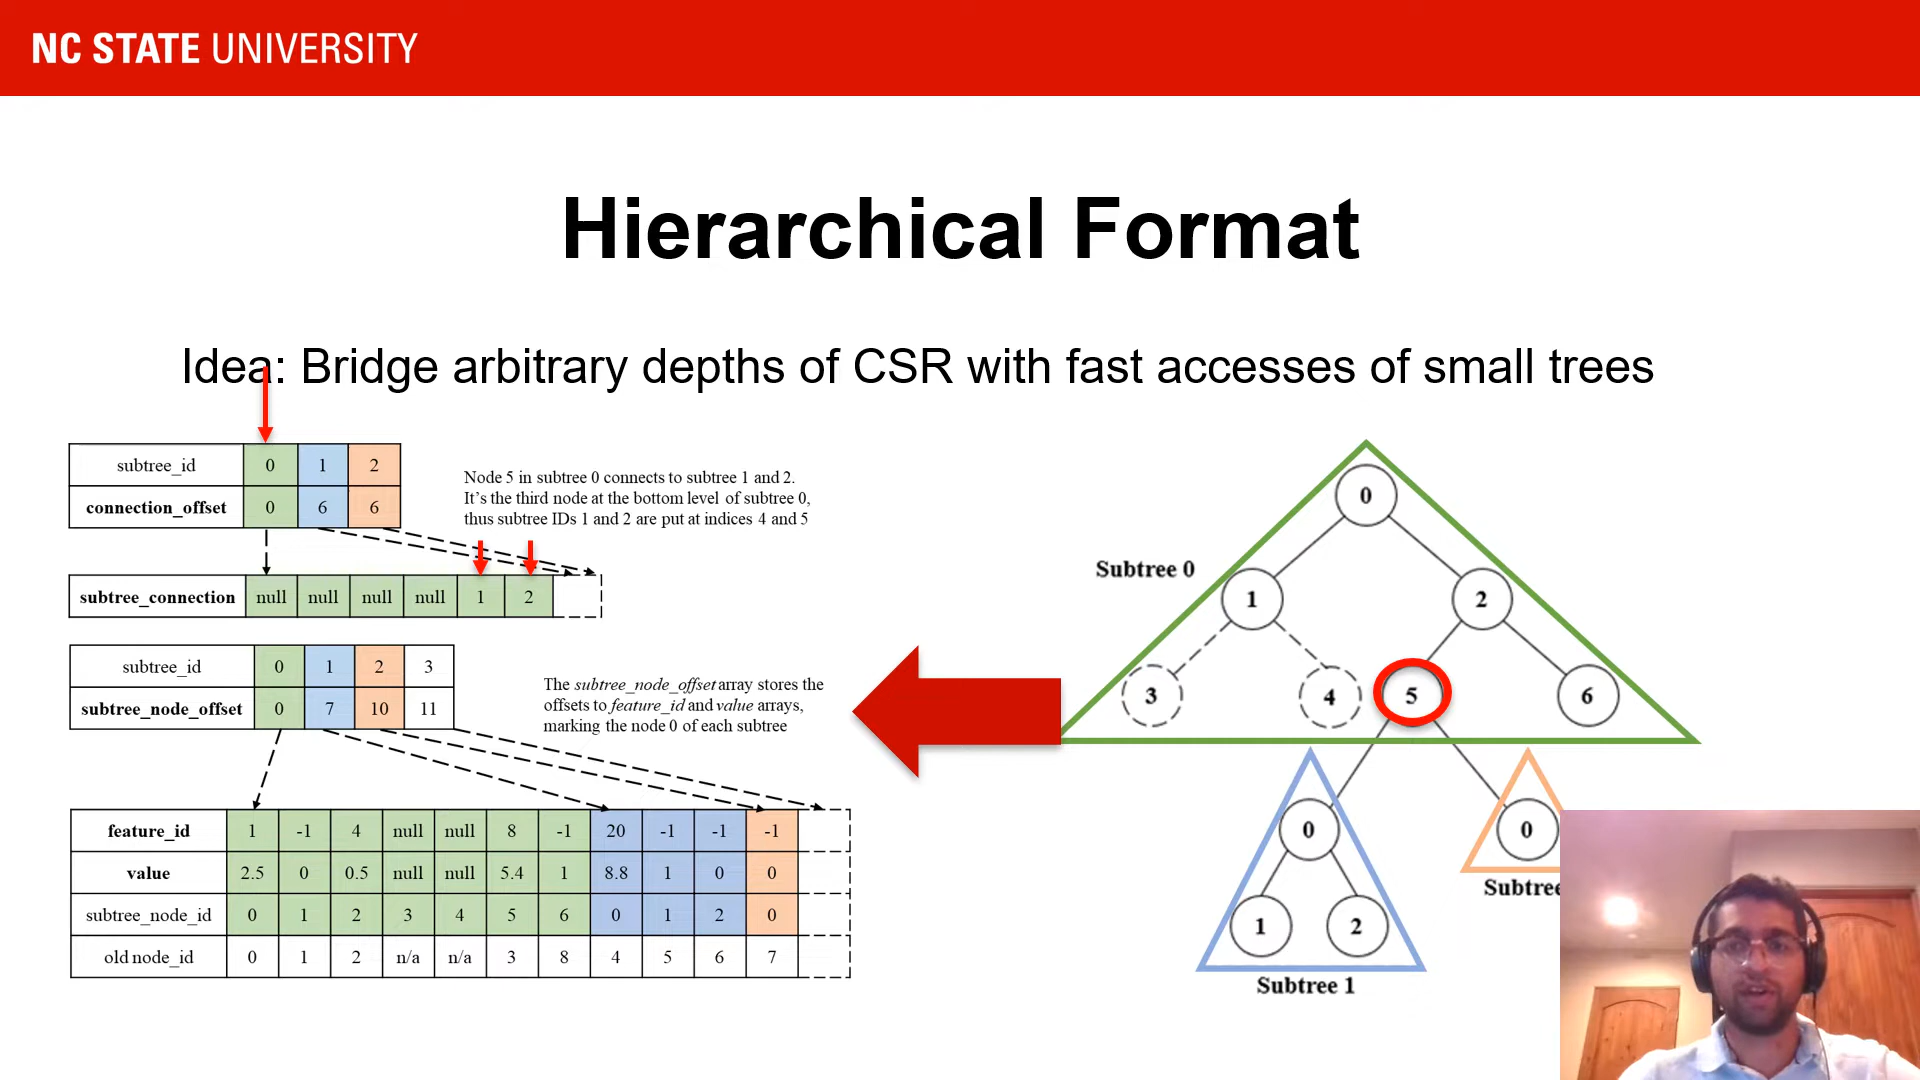 NC STATE UNIVERSITY
Hierarchical Format
Idea: Bridge arbitrary depths of CSR with fast accesses of small trees
subtree_id 0 1 2
connection_offset 0 6 6
Node 5 in subtree 0 connects to subtree 1 and 2.
It's the third node at the bottom level of subtree 0,
thus subtree IDs 1 and 2 are put at indices 4 and 5
subtree_connection null null null null 1 2
subtree_id 0 1 2 3
subtree_node_offset 0 7 10 11
The subtree_node_offset array stores the
offsets to feature_id and value arrays,
marking the node 0 of each subtree
feature_id 1 -1 4 null null 8 -1 20 -1 -1 -1
value 2.5 0 0.5 null null 5.4 1 8.8 1 0 0
subtree_node_id 0 1 2 3 4 5 6 0 1 2 0
old node_id 0 1 2 n/a n/a 3 8 4 5 6 7
0
Subtree 0
1 2
3 4 5 6
0 0
Subtree
1 2
Subtree 1